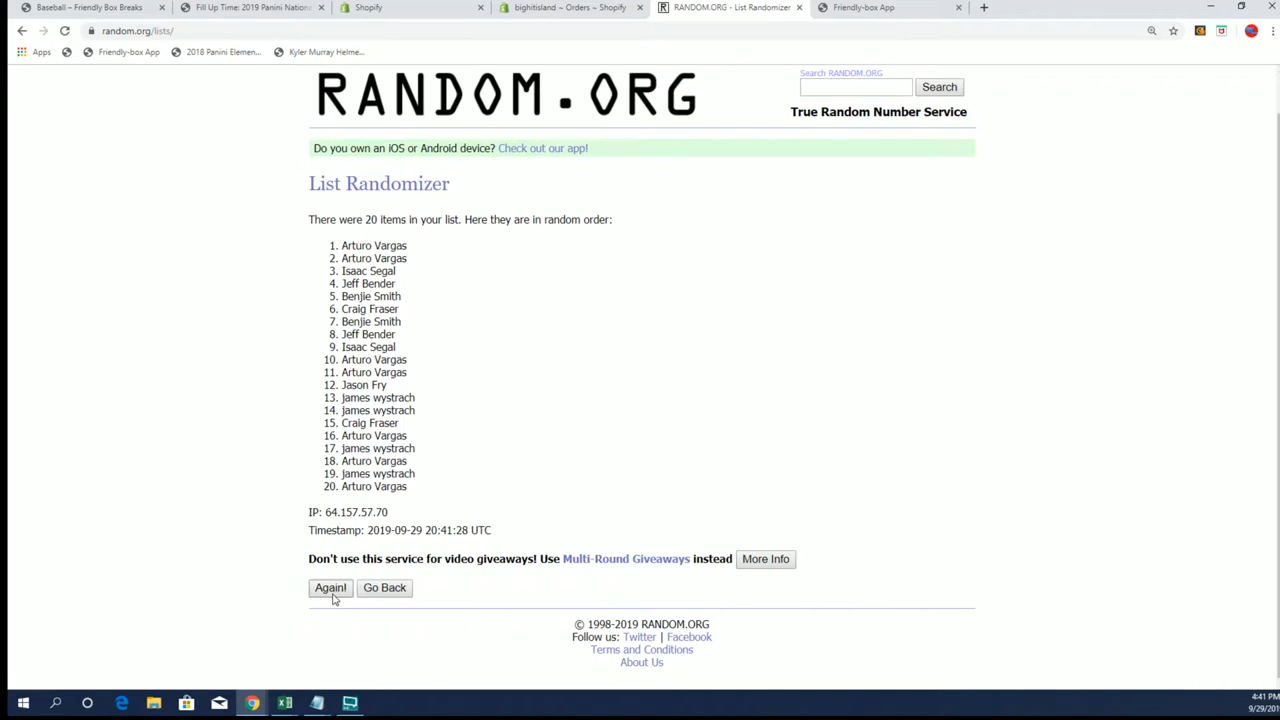 Baseball ~ Friendly Box Breaks
Fill Up Time: 2019 Panini Nation
Shopify
bighitisland ~ Orders ~ Shopify
RANDOM.ORG - List Randomizer
Friendly-box App
random.org/lists/
Apps
Friendly-box App
2018 Panini Elemen...
Kyler Murray Helme...
RANDOM.ORG
Search RANDOM.ORG
Search
True Random Number Service
Do you own an iOS or Android device? Check out our app!
List Randomizer
There were 20 items in your list. Here they are in random order:
1. Arturo Vargas
2. Arturo Vargas
3. Isaac Segal
4. Jeff Bender
5. Benjie Smith
6. Craig Fraser
7. Benjie Smith
8. Jeff Bender
9. Isaac Segal
10. Arturo Vargas
11. Arturo Vargas
12. Jason Fry
13. james wystrach
14. james wystrach
15. Craig Fraser
16. Arturo Vargas
17. james wystrach
18. Arturo Vargas
19. james wystrach
20. Arturo Vargas
IP: 64.157.57.70
Timestamp: 2019-09-29 20:41:28 UTC
Don't use this service for video giveaways! Use Multi-Round Giveaways instead More Info
Again! Go Back
© 1998-2019 RANDOM.ORG
Follow us: Twitter | Facebook
Terms and Conditions
About Us
4:41 PM
9/29/201